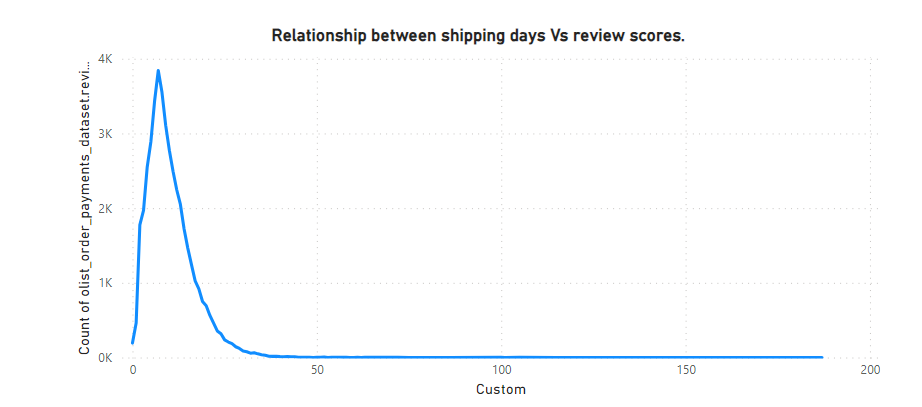 Relationship between shipping days Vs review scores.
Count of olist_order_payments_dataset.revi...
4K
3K
2K
1K
0K
0
50
100
150
200
Custom